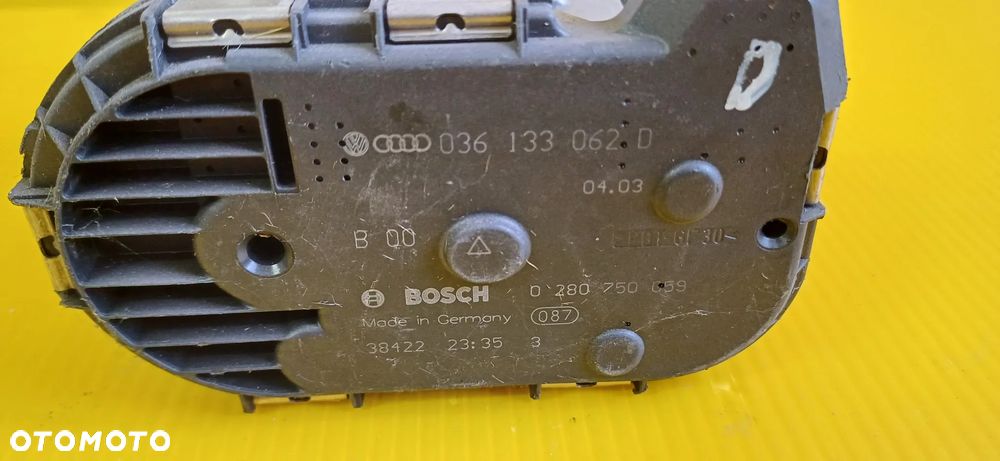 036 133 062 D
04.03
B 00
BOSCH 0 280 750 059
Made in Germany 087
38422 23:35 3
OTOMOTO